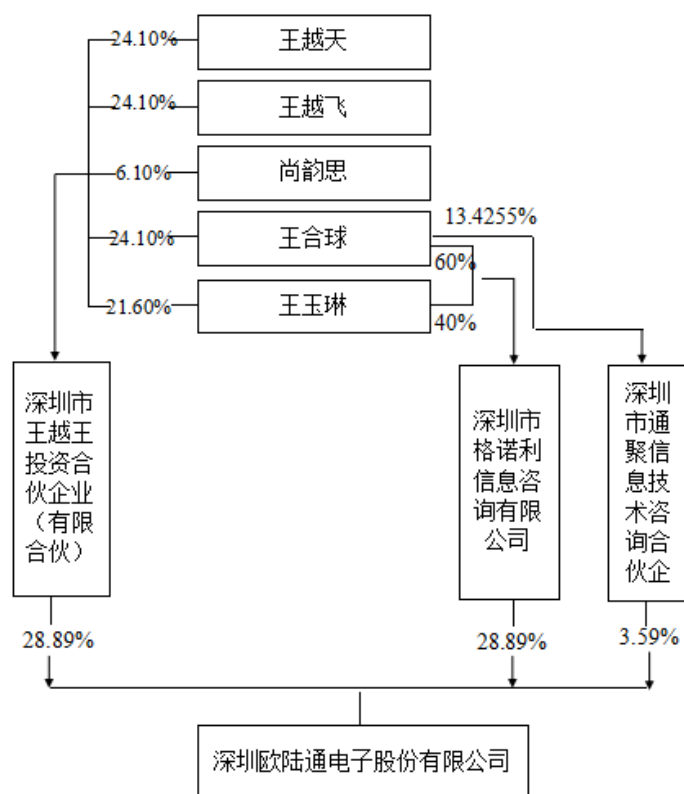 24.10%
王越天
24.10%
王越飞
6.10%
尚韵思
13.4255%
24.10%
王合球
60%
21.60%
王玉琳
40%
深圳市
王越王
投资合
伙企业
（有限
合伙）
深圳市
格诺利
信息咨
询有限
公司
深圳
市通
聚信
息技
术咨
询合
伙企
28.89%
28.89%
3.59%
深圳欧陆通电子股份有限公司